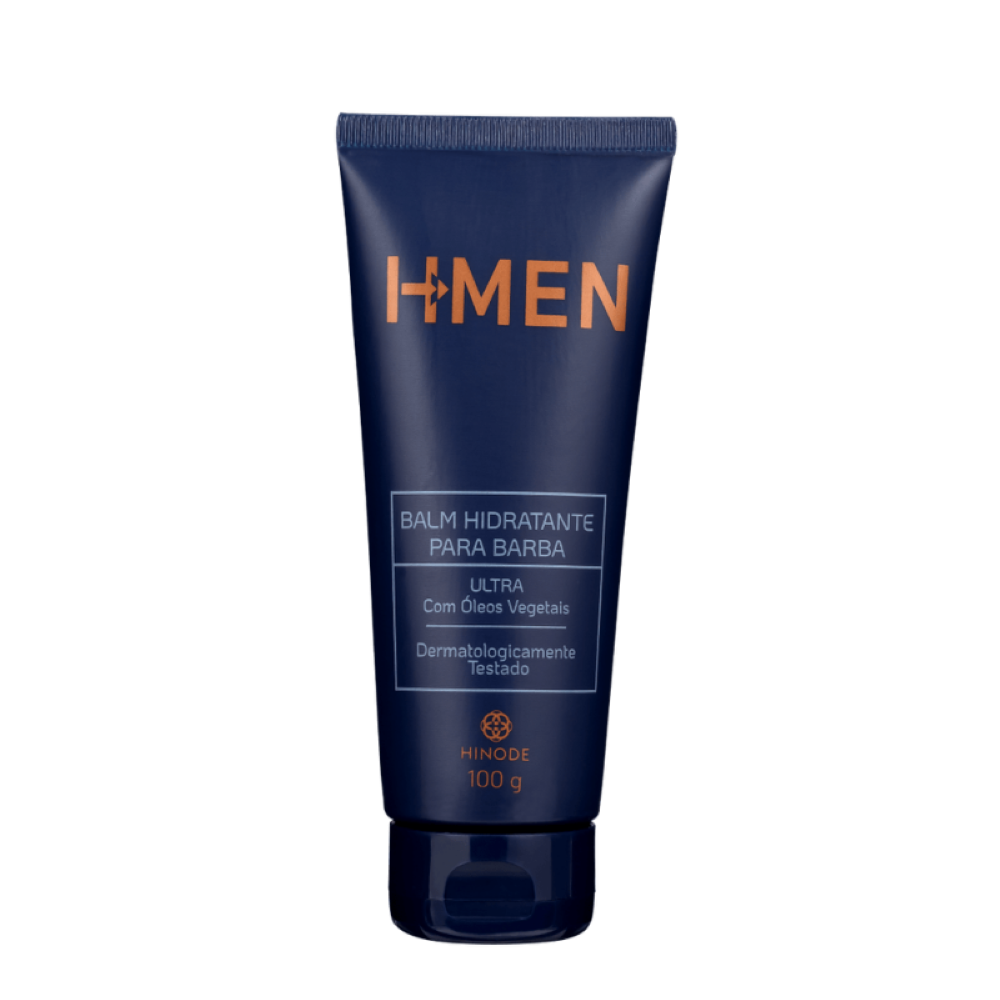 H-MEN
BALM HIDRATANTE
PARA BARBA
ULTRA
Com Óleos Vegetais
Dermatologicamente
Testado
HINODE
100 g